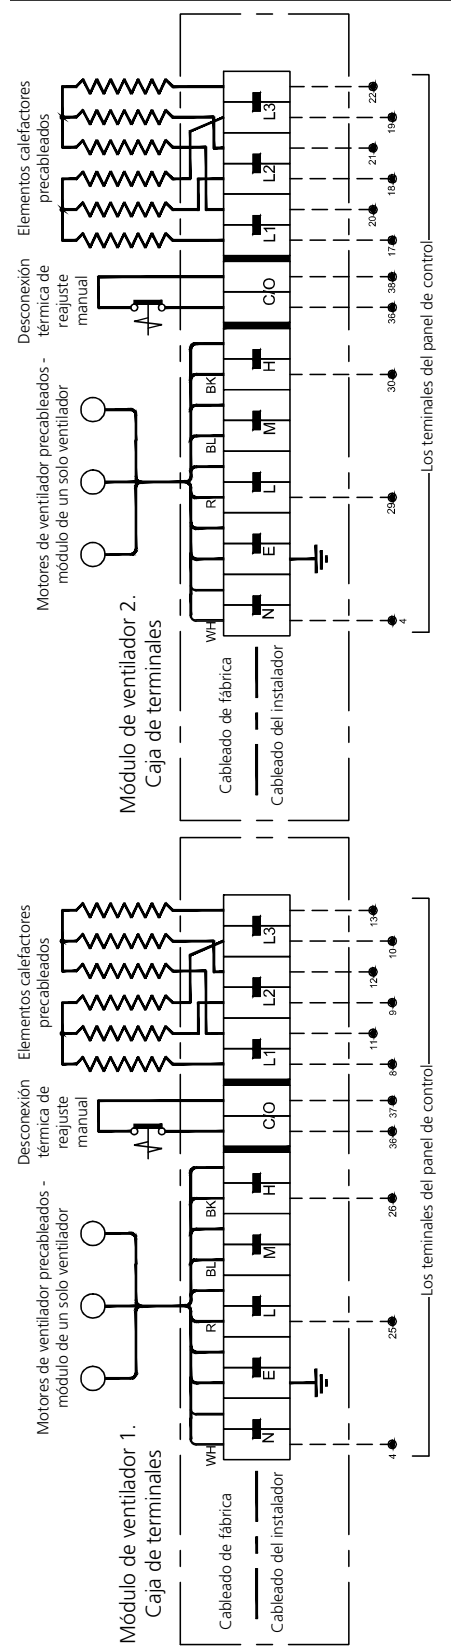 Módulo de ventilador 1.
Caja de terminales
Motores de ventilador precableados -
módulo de un solo ventilador
Desconexión
térmica de
reajuste
manual
Elementos calefactores
precableados
WH R BL BK
Cableado de fábrica
Cableado del instalador
N E L M H C/O L1 L2 L3
4 25 26 36 37 8 11 9 12 10 13
Los teminales del panel de control
Módulo de ventilador 2.
Caja de terminales
Motores de ventilador precableados -
módulo de un solo ventilador
Desconexión
térmica de
reajuste
manual
Elementos calefactores
precableados
WH R BL BK
Cableado de fábrica
Cableado del instalador
N E L M H C/O L1 L2 L3
4 29 30 36 38 17 20 18 21 19 22
Los teminales del panel de control